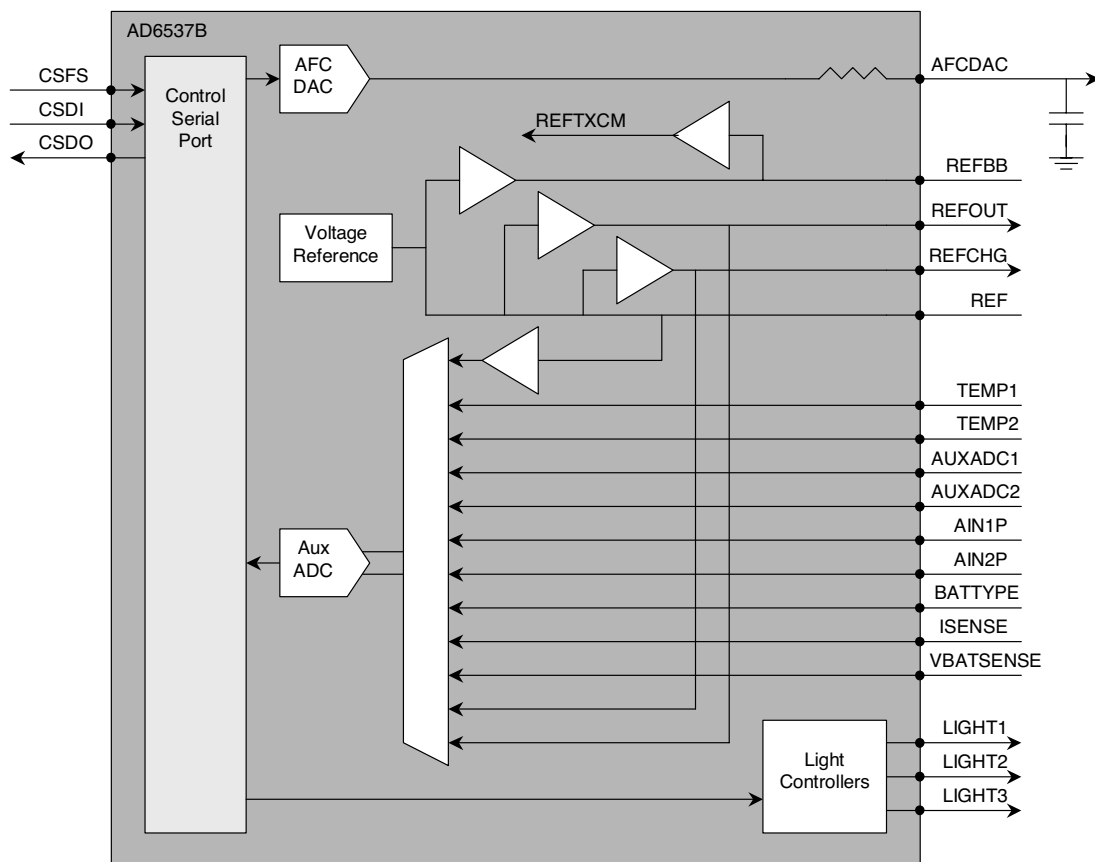 AD6537B
CSFS
CSDI
CSDO
Control
Serial
Port
AFC
DAC
AFCDAC
REFTXCM
REFBB
Voltage
Reference
REFOUT
REFCHG
REF
TEMP1
TEMP2
AUXADC1
AUXADC2
AIN1P
AIN2P
BATTYPE
ISENSE
VBATSENSE
Aux
ADC
Light
Controllers
LIGHT1
LIGHT2
LIGHT3